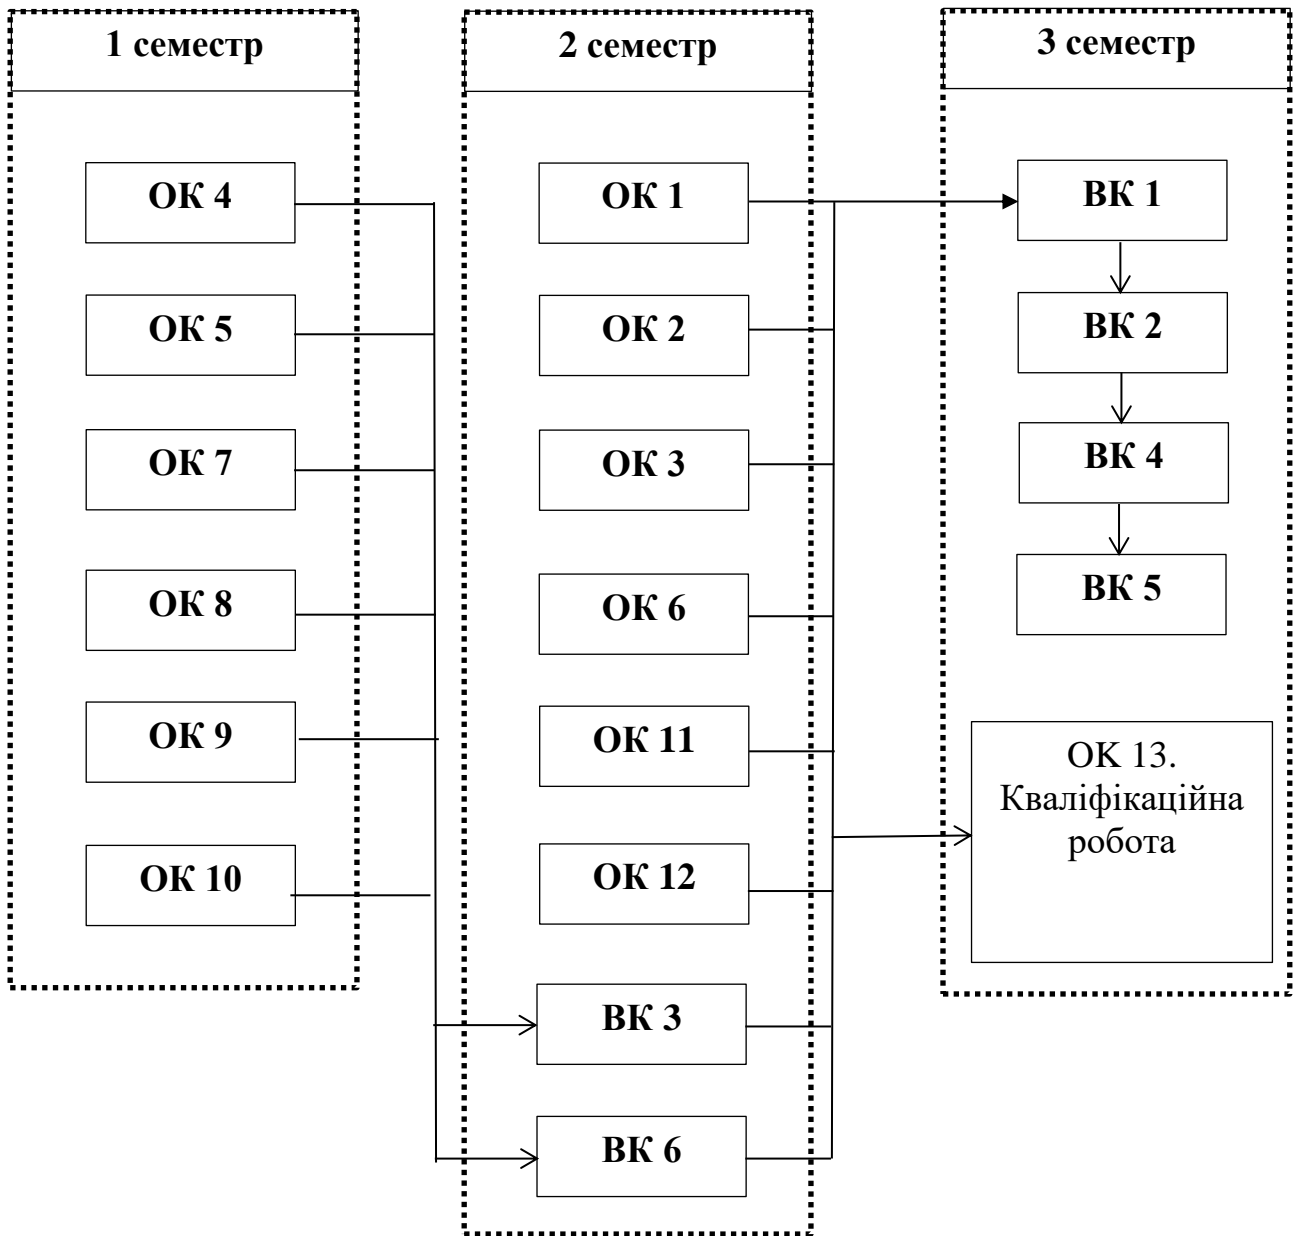 1 семестр
ОК 4
ОК 5
ОК 7
ОК 8
ОК 9
ОК 10
2 семестр
ОК 1
ОК 2
ОК 3
ОК 6
ОК 11
ОК 12
ВК 3
ВК 6
3 семестр
ВК 1
ВК 2
ВК 4
ВК 5
ОК 13.
Кваліфікаційна
робота